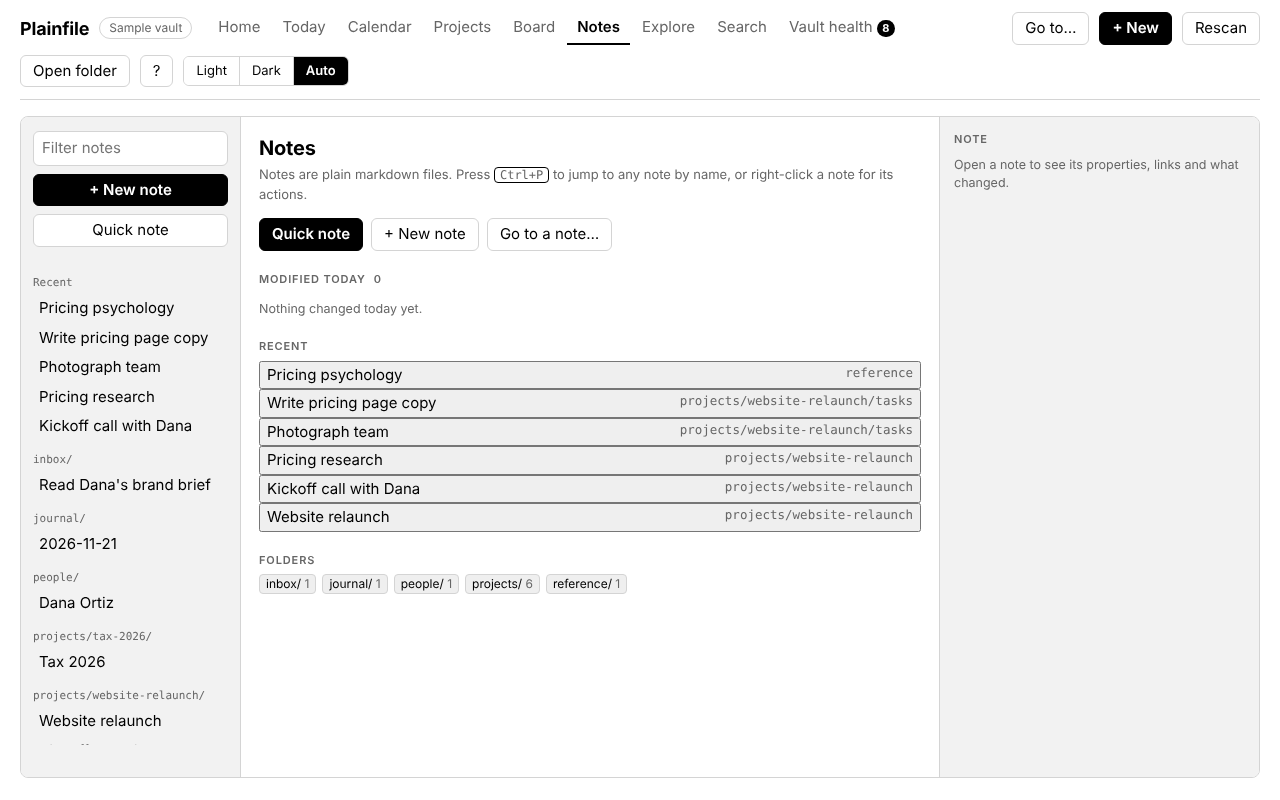 Plainfile
Sample vault
Home
Today
Calendar
Projects
Board
Notes
Explore
Search
Vault health 8
Go to…
+ New
Rescan
Open folder
?
Light
Dark
Auto
Filter notes
+ New note
Quick note
Recent
Pricing psychology
Write pricing page copy
Photograph team
Pricing research
Kickoff call with Dana
inbox/
Read Dana's brand brief
journal/
2026-11-21
people/
Dana Ortiz
projects/tax-2026/
Tax 2026
projects/website-relaunch/
Website relaunch
Notes
Notes are plain markdown files. Press Ctrl+P to jump to any note by name, or right-click a note for its
actions.
Quick note
+ New note
Go to a note…
MODIFIED TODAY 0
Nothing changed today yet.
RECENT
Pricing psychology reference
Write pricing page copy projects/website-relaunch/tasks
Photograph team projects/website-relaunch/tasks
Pricing research projects/website-relaunch
Kickoff call with Dana projects/website-relaunch
Website relaunch projects/website-relaunch
FOLDERS
inbox/ 1
journal/ 1
people/ 1
projects/ 6
reference/ 1
NOTE
Open a note to see its properties, links and what
changed.